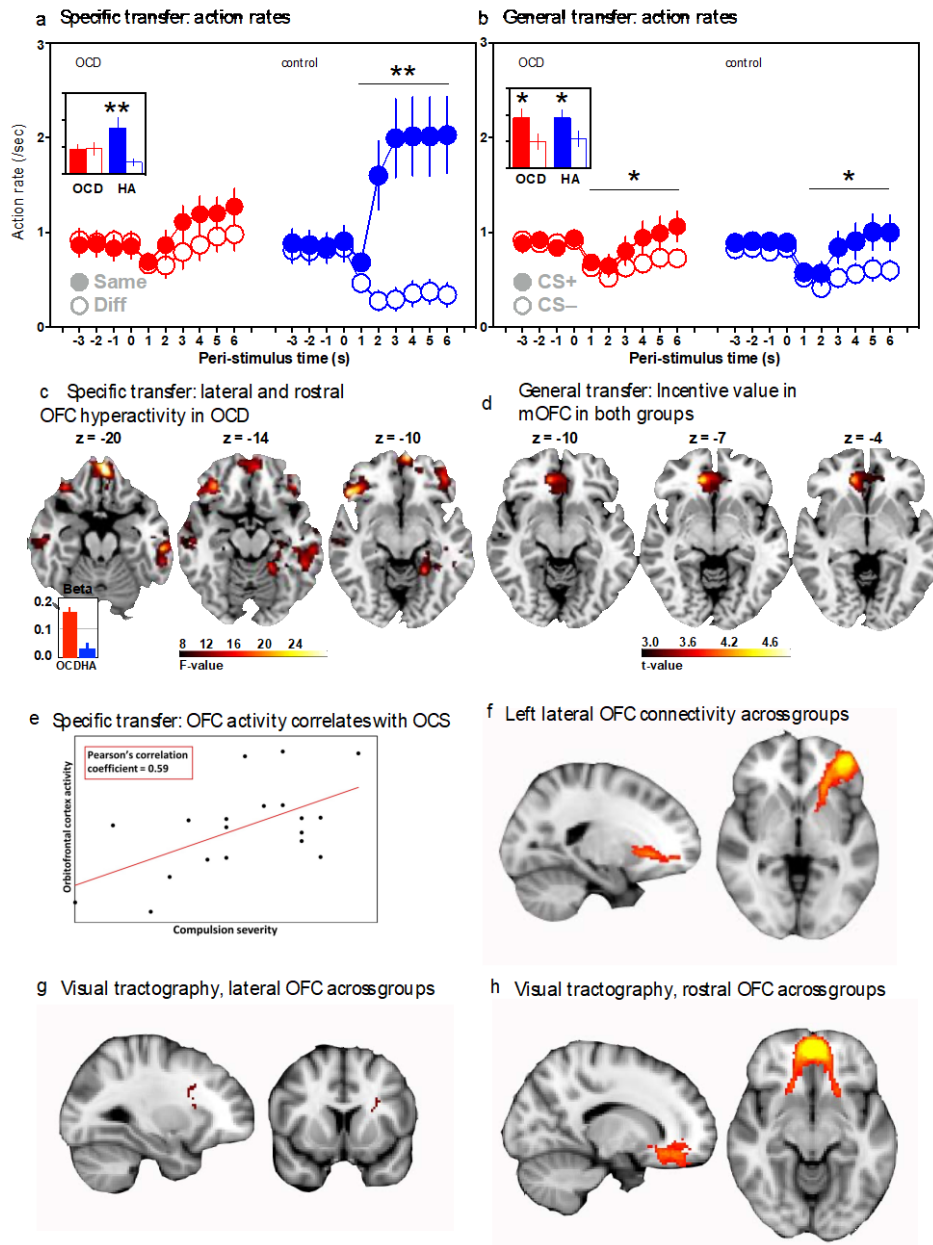 a Specific transfer: action rates
3
2
1
0
Action rate (/sec)
OCD
control
**
**
OCD HA
Same
Diff
-3 -2 -1 0 1 2 3 4 5 6 -3 -2 -1 0 1 2 3 4 5 6
Peri-stimulus time (s)
b General transfer: action rates
3
2
1
0
OCD
control
* *
OCD HA
*
*
CS+
CS–
-3 -2 -1 0 1 2 3 4 5 6 -3 -2 -1 0 1 2 3 4 5 6
Peri-stimulus time (s)
c Specific transfer: lateral and rostral
OFC hyperactivity in OCD
z = -20 z = -14 z = -10
Beta
0.2
0.1
0.0
OCDHA
8 12 16 20 24
F-value
d General transfer: Incentive value in
mOFC in both groups
z = -10 z = -7 z = -4
3.0 3.6 4.2 4.6
t-value
e Specific transfer: OFC activity correlates with OCS
Pearson's correlation
coefficient = 0.59
Orbitofrontal cortex activity
Compulsion severity
f Left lateral OFC connectivity across groups
g Visual tractography, lateral OFC across groups
h Visual tractography, rostral OFC across groups